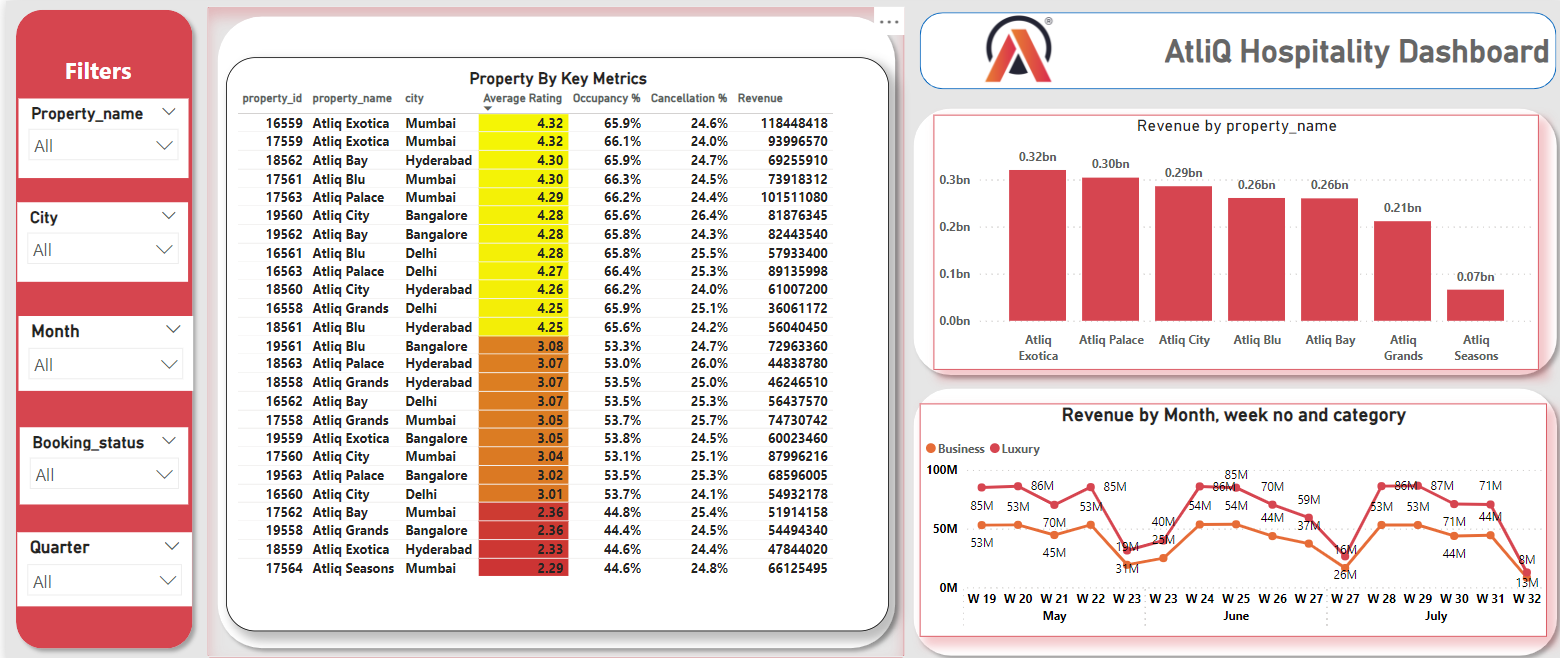 Filters
Property_name
All
City
All
Month
All
Booking_status
All
Quarter
All
Property By Key Metrics
property_id property_name city Average Rating Occupancy % Cancellation % Revenue
16559 Atliq Exotica Mumbai 4.32 65.9% 24.6% 118448418
17559 Atliq Exotica Mumbai 4.32 66.1% 24.0% 93996570
18562 Atliq Bay Hyderabad 4.30 65.9% 24.7% 69255910
17561 Atliq Blu Mumbai 4.30 66.3% 24.5% 73918312
17563 Atliq Palace Mumbai 4.29 66.2% 24.4% 101511080
19560 Atliq City Bangalore 4.28 65.6% 26.4% 81876345
19562 Atliq Bay Bangalore 4.28 65.8% 24.3% 82443540
16561 Atliq Blu Delhi 4.28 65.8% 25.5% 57933400
16563 Atliq Palace Delhi 4.27 66.4% 25.3% 89135998
18560 Atliq City Hyderabad 4.26 66.2% 24.0% 61007200
16558 Atliq Grands Delhi 4.25 65.9% 25.1% 36061172
18561 Atliq Blu Hyderabad 4.25 65.6% 24.2% 56040450
19561 Atliq Blu Bangalore 3.08 53.3% 24.7% 72963360
18563 Atliq Palace Hyderabad 3.07 53.0% 26.0% 44838780
18558 Atliq Grands Hyderabad 3.07 53.5% 25.0% 46246510
16562 Atliq Bay Delhi 3.07 53.5% 25.3% 56437570
17558 Atliq Grands Mumbai 3.05 53.7% 25.7% 74730742
19559 Atliq Exotica Bangalore 3.05 53.8% 24.5% 60023460
17560 Atliq City Mumbai 3.04 53.1% 25.1% 87996216
19563 Atliq Palace Bangalore 3.02 53.5% 25.3% 68596005
16560 Atliq City Delhi 3.01 53.7% 24.1% 54932178
17562 Atliq Bay Mumbai 2.36 44.8% 25.4% 51914158
19558 Atliq Grands Bangalore 2.36 44.4% 24.5% 54494340
18559 Atliq Exotica Hyderabad 2.33 44.6% 24.4% 47844020
17564 Atliq Seasons Mumbai 2.29 44.6% 24.8% 66125495
®
AtliQ Hospitality Dashboard
Revenue by property_name
0.32bn 0.30bn 0.29bn 0.26bn 0.26bn 0.21bn 0.07bn
0.3bn
0.2bn
0.1bn
0.0bn
Atliq Exotica
Atliq Palace
Atliq City
Atliq Blu
Atliq Bay
Atliq Grands
Atliq Seasons
Revenue by Month, week no and category
Business Luxury
100M
50M
0M
85M 86M 70M 85M 19M 40M 86M 85M 70M 59M 16M 86M 87M 71M 71M 8M
53M 53M 45M 53M 31M 25M 54M 54M 44M 37M 26M 53M 53M 44M 44M 13M
W 19 W 20 W 21 W 22 W 23 W 23 W 24 W 25 W 26 W 27 W 27 W 28 W 29 W 30 W 31 W 32
May June July